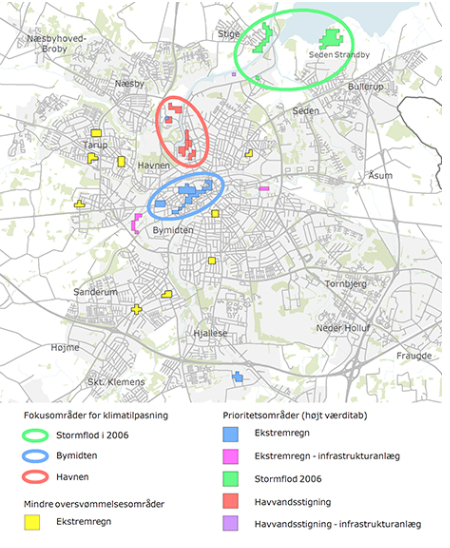 Stige
Næsbyhoved-
Broby
Seden Strandby
Næsby
Bullerup
Seden
Tarup
Havnen
Åsum
Bymidten
Sanderum
Tornbjerg
Neder Holluf
Hjallese
Højme
Fraugde
Skt. Klemens
Fokusområder for klimatilpasning
Stormflod i 2006
Bymidten
Havnen
Mindre oversvømmelsesområder
Ekstremregn
Prioritetsområder (højt værditab)
Ekstremregn
Ekstremregn - infrastrukturanlæg
Stormflod 2006
Havvandsstigning
Havvandsstigning - infrastrukturanlæg